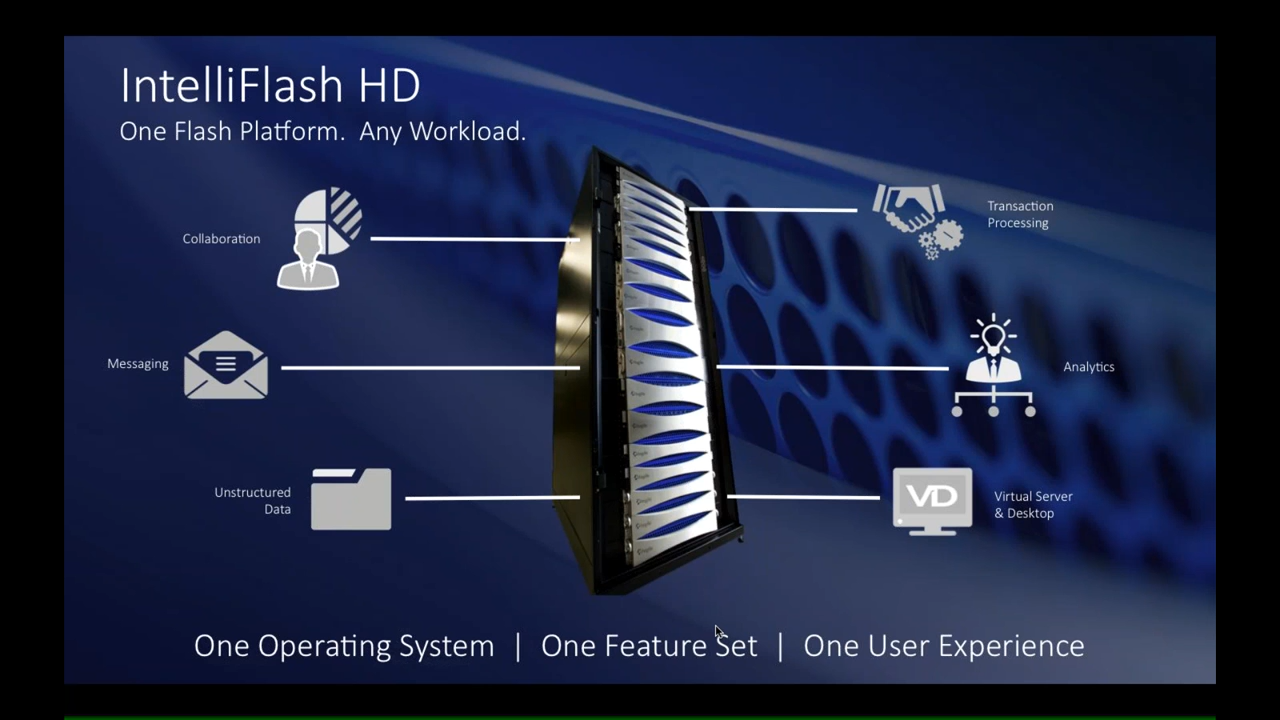 IntelliFlash HD
One Flash Platform. Any Workload.
Collaboration
Transaction
Processing
Messaging
Analytics
Unstructured
Data
VD
Virtual Server
& Desktop
One Operating System | One Feature Set | One User Experience